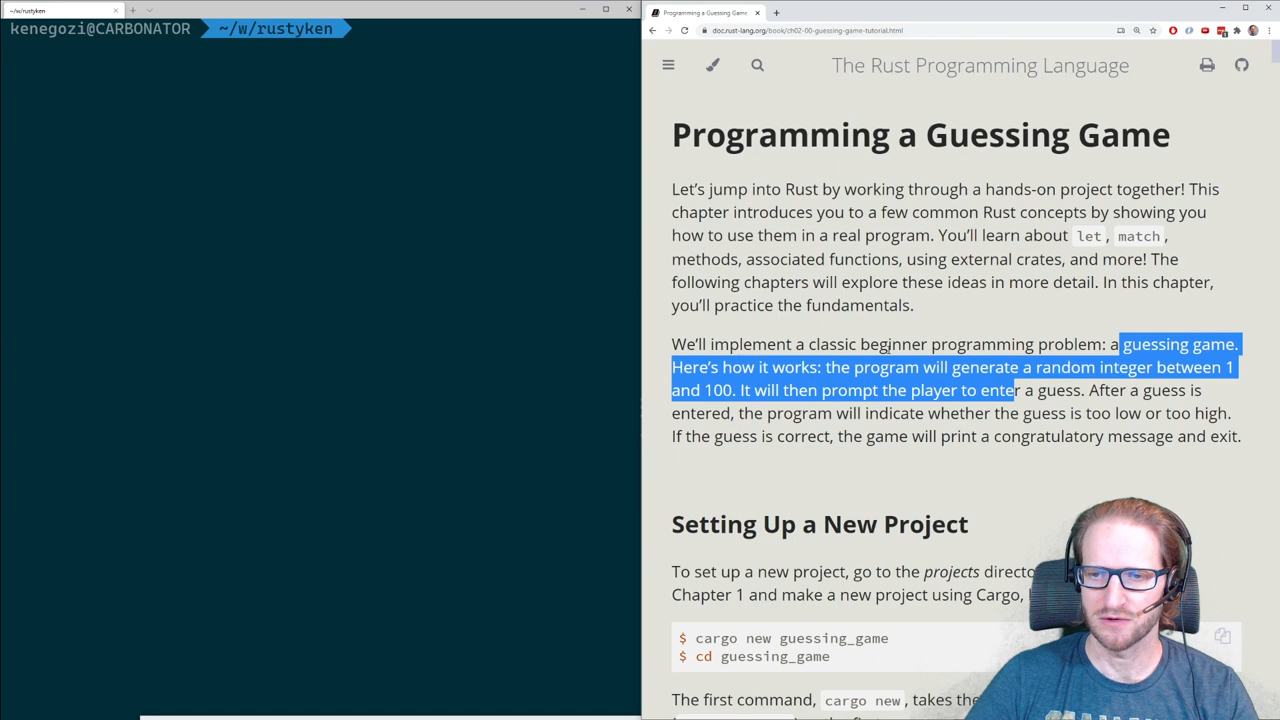 ~/w/rustyken
kenegozi@CARBONATOR ~/w/rustyken
Programming a Guessing Game
doc.rust-lang.org/book/ch02-00-guessing-game-tutorial.html
The Rust Programming Language
Programming a Guessing Game
Let’s jump into Rust by working through a hands-on project together! This
chapter introduces you to a few common Rust concepts by showing you
how to use them in a real program. You’ll learn about let, match,
methods, associated functions, using external crates, and more! The
following chapters will explore these ideas in more detail. In this chapter,
you’ll practice the fundamentals.
We’ll implement a classic beginner programming problem: a guessing game.
Here’s how it works: the program will generate a random integer between 1
and 100. It will then prompt the player to enter a guess. After a guess is
entered, the program will indicate whether the guess is too low or too high.
If the guess is correct, the game will print a congratulatory message and exit.
Setting Up a New Project
To set up a new project, go to the projects
Chapter 1 and make a new project using Cargo,
$ cargo new guessing_game
$ cd guessing_game
The first command, cargo new, takes the